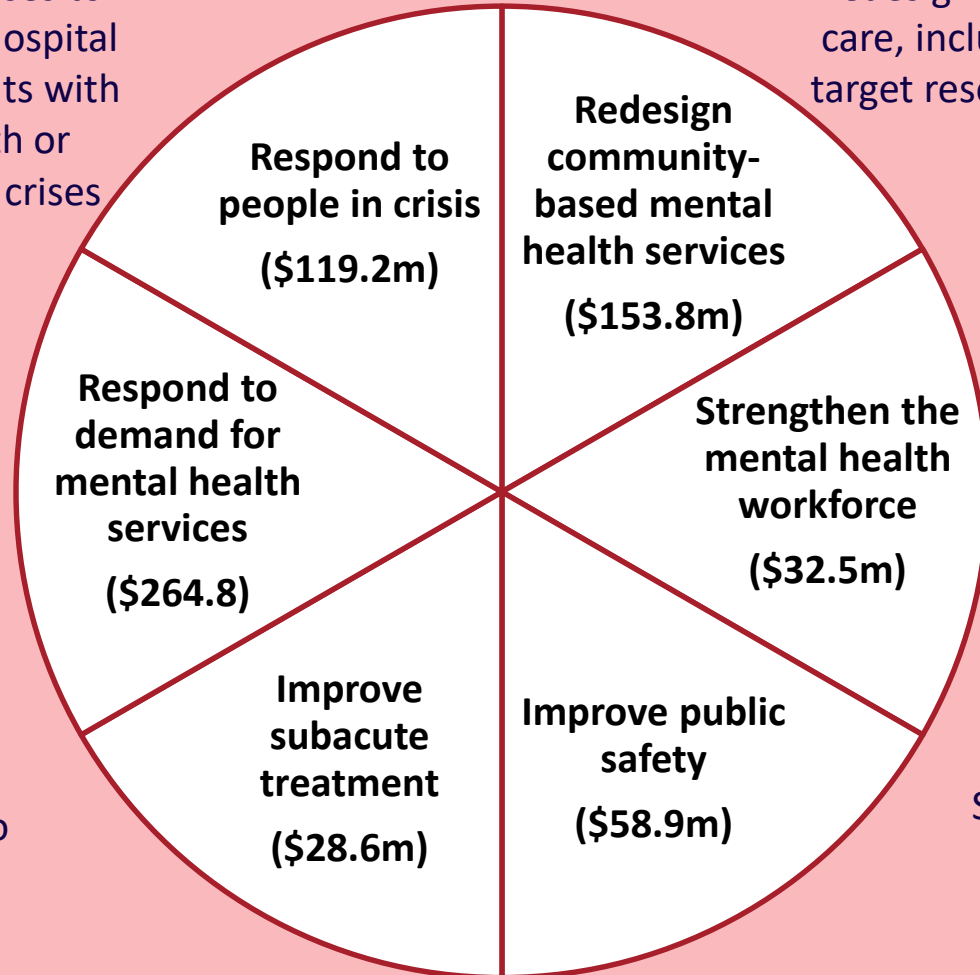 ospital
ts with
h or
crises
care, inclu
target rese
Respond to
people in crisis
($119.2m)
Redesign
community-
based mental
health services
($153.8m)
Respond to
demand for
mental health
services
($264.8)
Strengthen the
mental health
workforce
($32.5m)
Improve
subacute
treatment
($28.6m)
Improve public
safety
($58.9m)
S